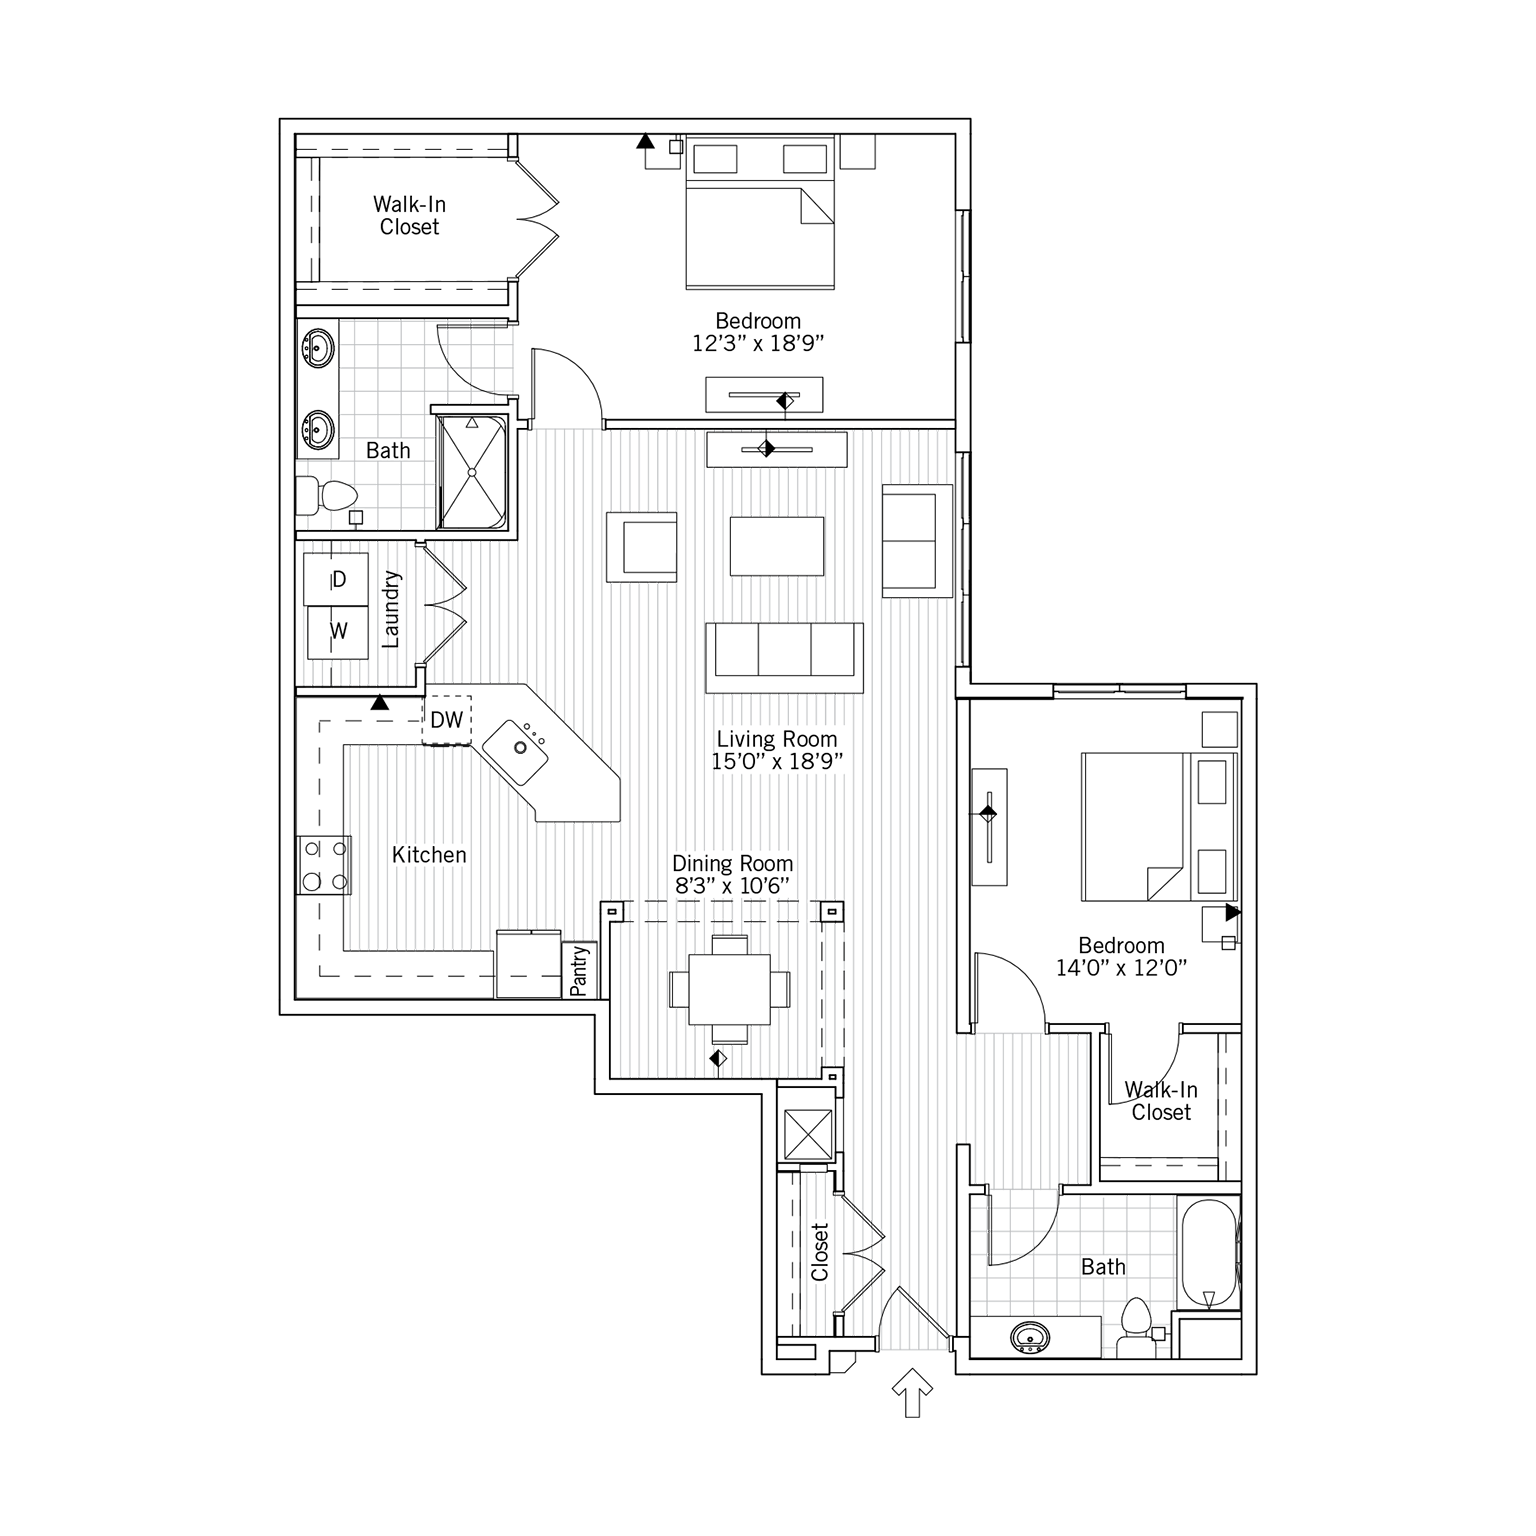 Walk-In
Closet
Bedroom
12'3” x 18'9”
Bath
D
W
Laundry
DW
Living Room
15'0” x 18'9”
Kitchen
Dining Room
8'3” x 10'6”
Pantry
Bedroom
14'0” x 12'0”
Walk-In
Closet
Closet
Bath